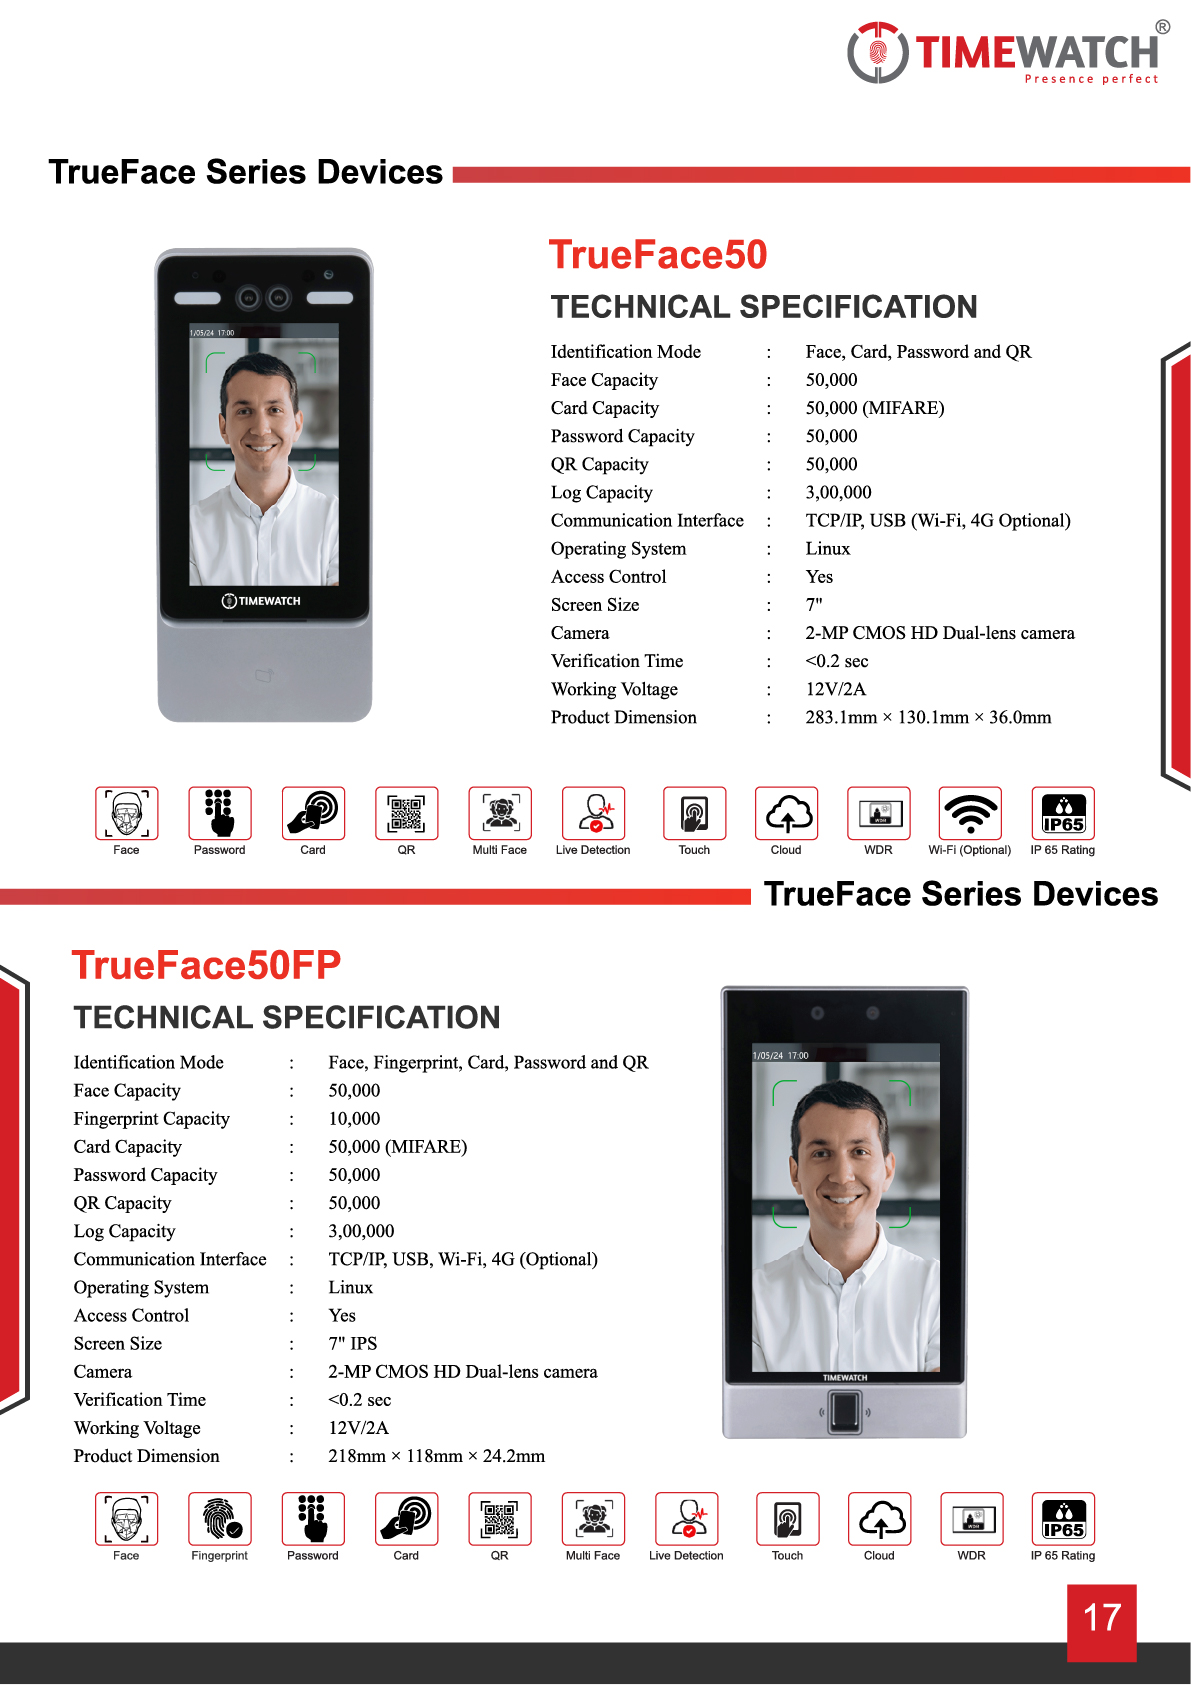 TIMEWATCH®
Presence perfect
TrueFace Series Devices
TrueFace50
TECHNICAL SPECIFICATION
Identification Mode : Face, Card, Password and QR
Face Capacity : 50,000
Card Capacity : 50,000 (MIFARE)
Password Capacity : 50,000
QR Capacity : 50,000
Log Capacity : 3,00,000
Communication Interface : TCP/IP, USB (Wi-Fi, 4G Optional)
Operating System : Linux
Access Control : Yes
Screen Size : 7"
Camera : 2-MP CMOS HD Dual-lens camera
Verification Time : <0.2 sec
Working Voltage : 12V/2A
Product Dimension : 283.1mm × 130.1mm × 36.0mm
1/05/24 17:00
TIMEWATCH
WDR
IP65
Face Password Card QR Multi Face Live Detection Touch Cloud WDR Wi-Fi (Optional) IP 65 Rating
TrueFace Series Devices
TrueFace50FP
TECHNICAL SPECIFICATION
Identification Mode : Face, Fingerprint, Card, Password and QR
Face Capacity : 50,000
Fingerprint Capacity : 10,000
Card Capacity : 50,000 (MIFARE)
Password Capacity : 50,000
QR Capacity : 50,000
Log Capacity : 3,00,000
Communication Interface : TCP/IP, USB, Wi-Fi, 4G (Optional)
Operating System : Linux
Access Control : Yes
Screen Size : 7" IPS
Camera : 2-MP CMOS HD Dual-lens camera
Verification Time : <0.2 sec
Working Voltage : 12V/2A
Product Dimension : 218mm × 118mm × 24.2mm
1/05/24 17:00
TIMEWATCH
WDR
IP65
Face Fingerprint Password Card QR Multi Face Live Detection Touch Cloud WDR IP 65 Rating
17